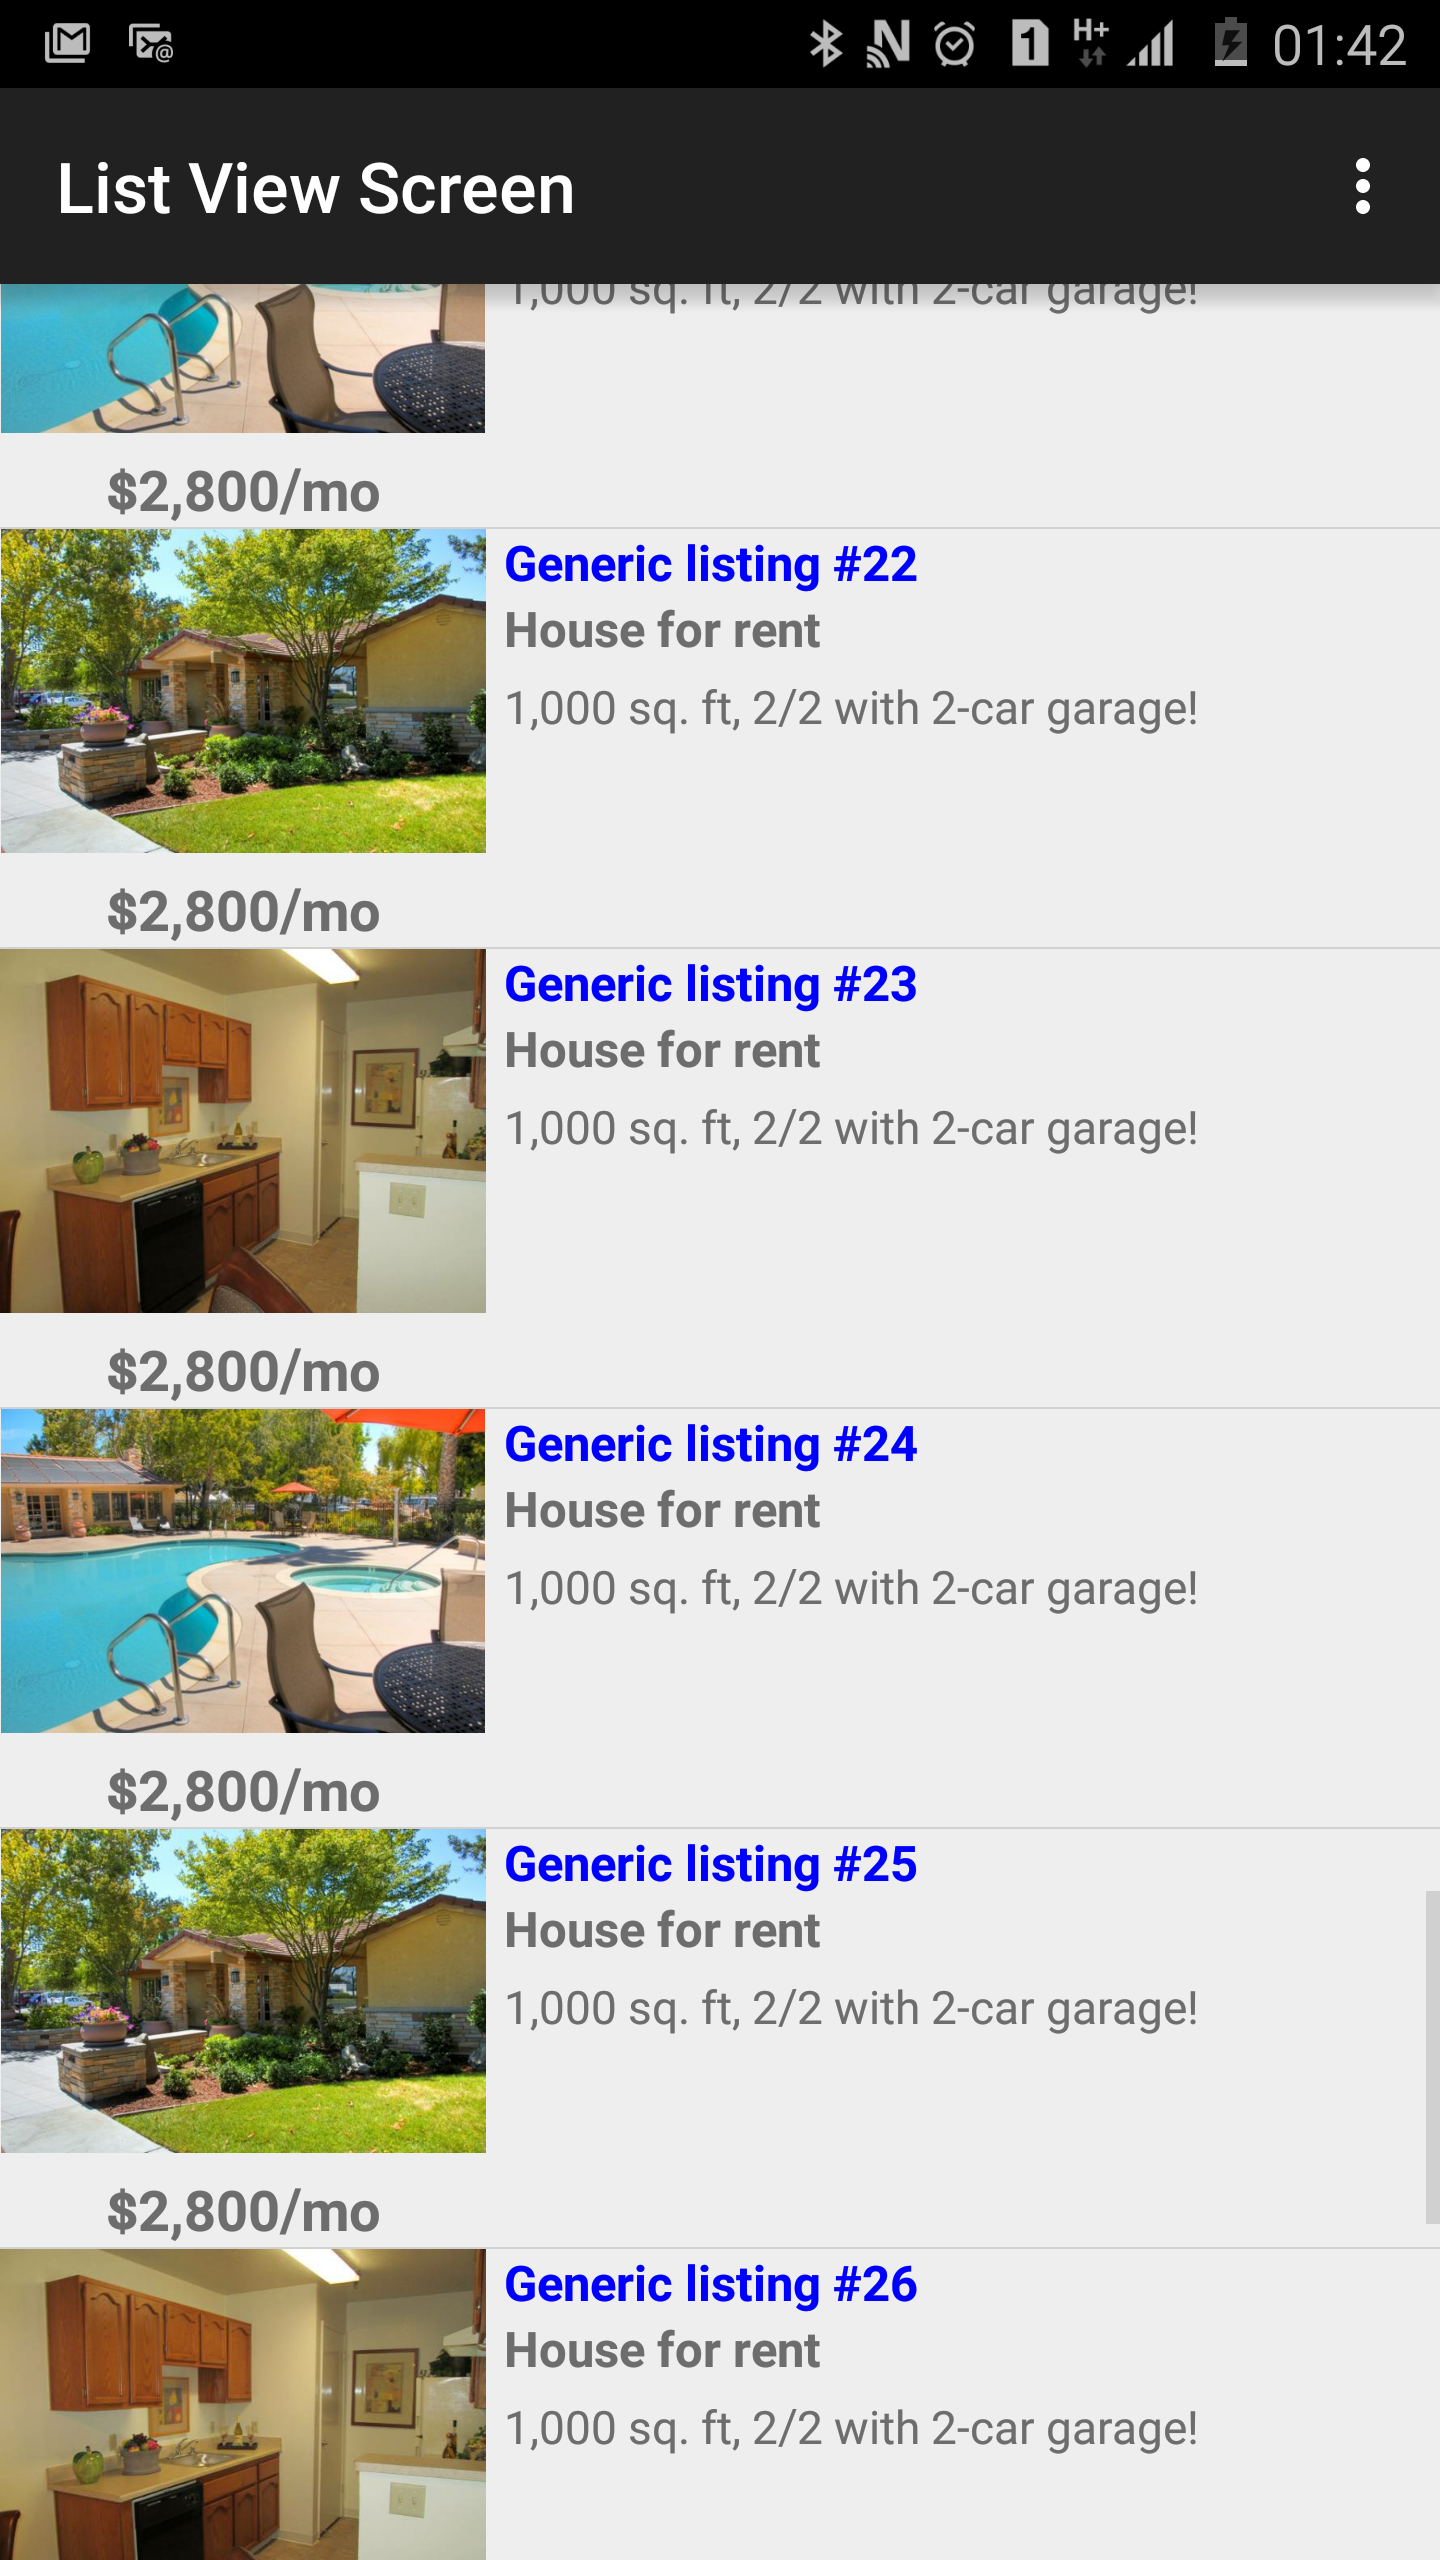 01:42
List View Screen
1,000 sq. ft, 2/2 with 2-car garage!
$2,800/mo
Generic listing #22
House for rent
1,000 sq. ft, 2/2 with 2-car garage!
$2,800/mo
Generic listing #23
House for rent
1,000 sq. ft, 2/2 with 2-car garage!
$2,800/mo
Generic listing #24
House for rent
1,000 sq. ft, 2/2 with 2-car garage!
$2,800/mo
Generic listing #25
House for rent
1,000 sq. ft, 2/2 with 2-car garage!
$2,800/mo
Generic listing #26
House for rent
1,000 sq. ft, 2/2 with 2-car garage!